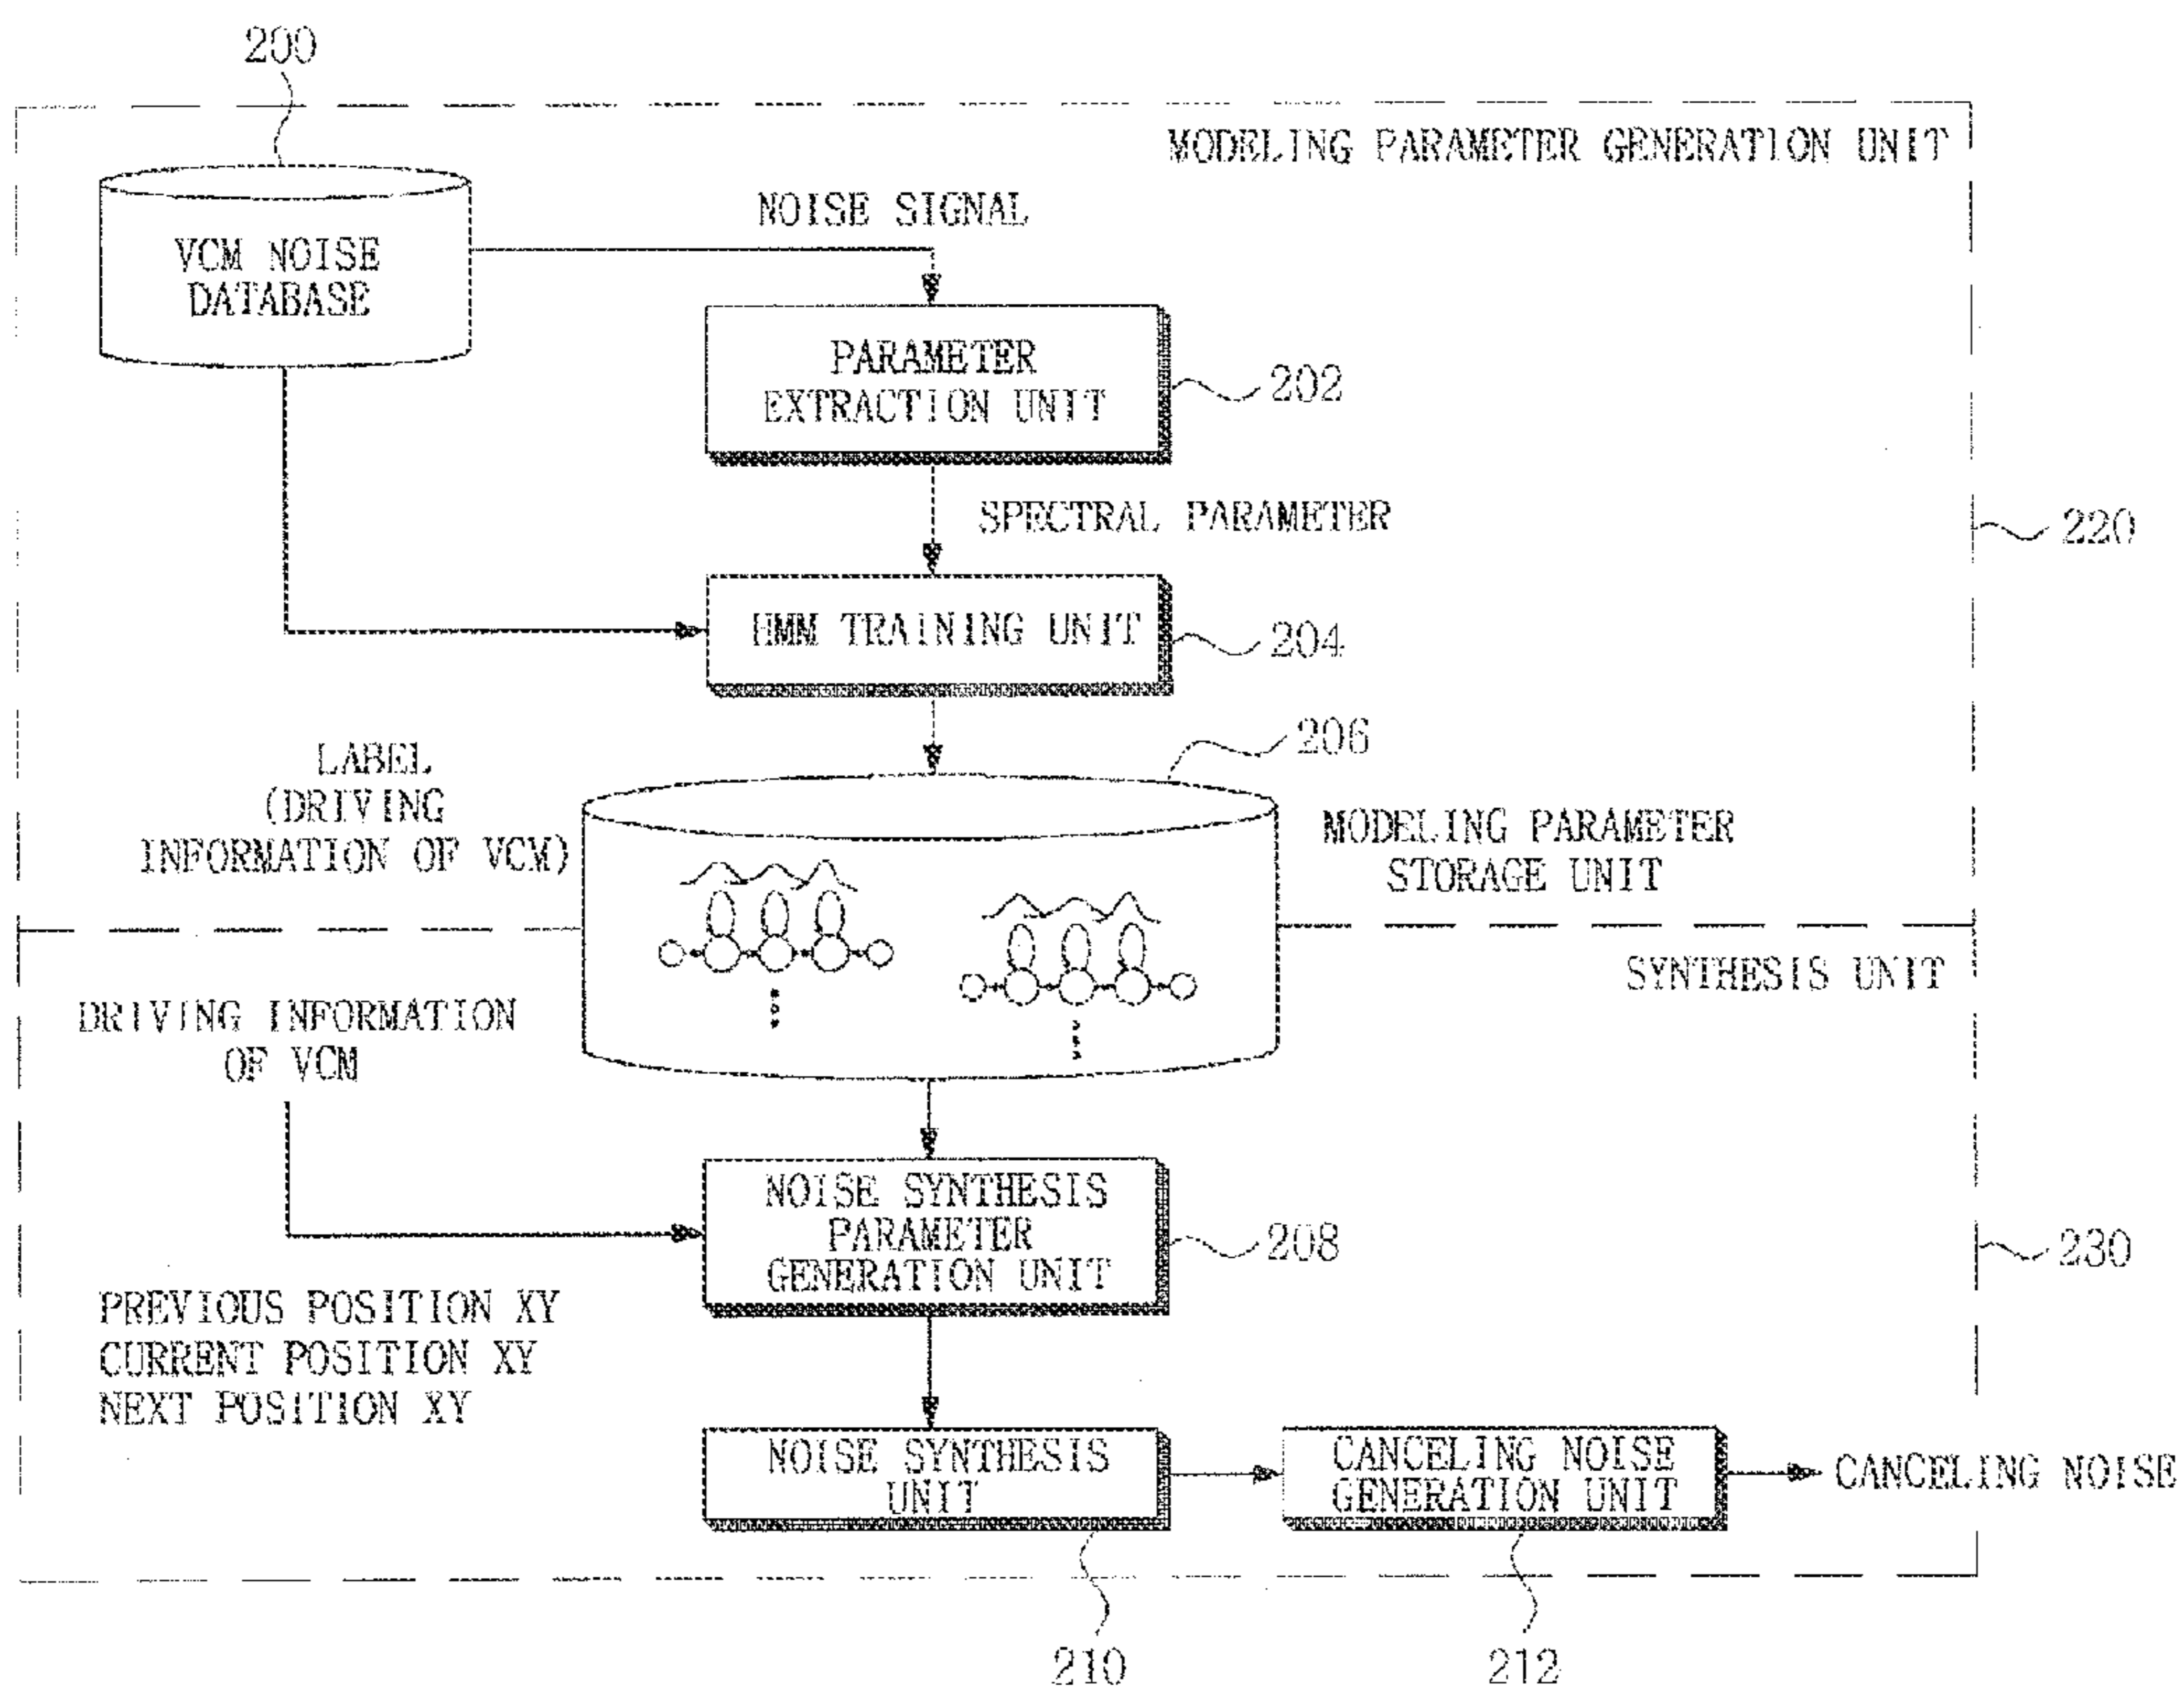 200
MODELING PARAMETER GENERATION UNIT
NOISE SIGNAL
VCM NOISE
DATABASE
PARAMETER
EXTRACTION UNIT
202
SPECTRAL PARAMETER
220
HMM TRAINING UNIT
204
206
LABEL
(DRIVING
INFORMATION OF VCM)
MODELING PARAMETER
STORAGE UNIT
SYNTHESIS UNIT
DRIVING INFORMATION
OF VCM
NOISE SYNTHESIS
PARAMETER
GENERATION UNIT
208
230
PREVIOUS POSITION XY
CURRENT POSITION XY
NEXT POSITION XY
NOISE SYNTHESIS
UNIT
CANCELING NOISE
GENERATION UNIT
CANCELING NOISE
210
212